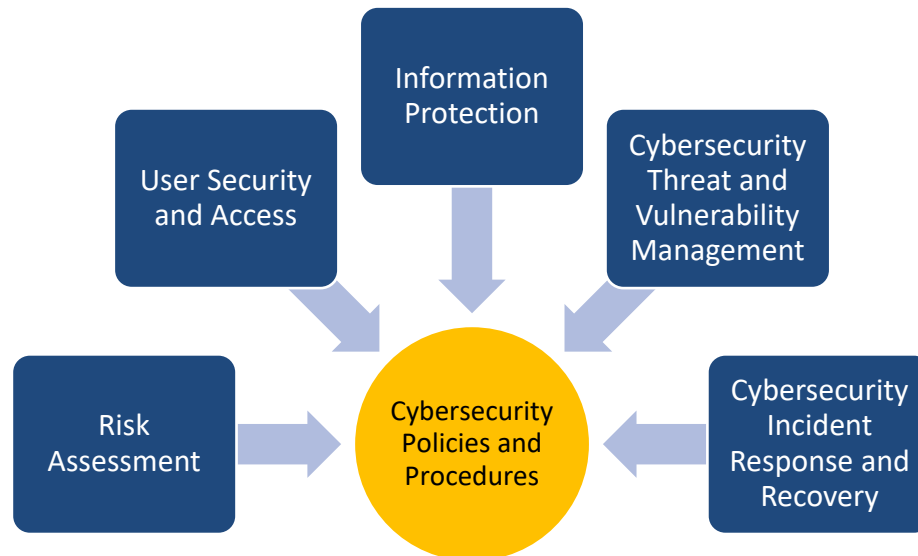 Information
Protection
User Security
and Access
Cybersecurity
Threat and
Vulnerability
Management
Risk
Assessment
Cybersecurity
Policies and
Procedures
Cybersecurity
Incident
Response and
Recovery